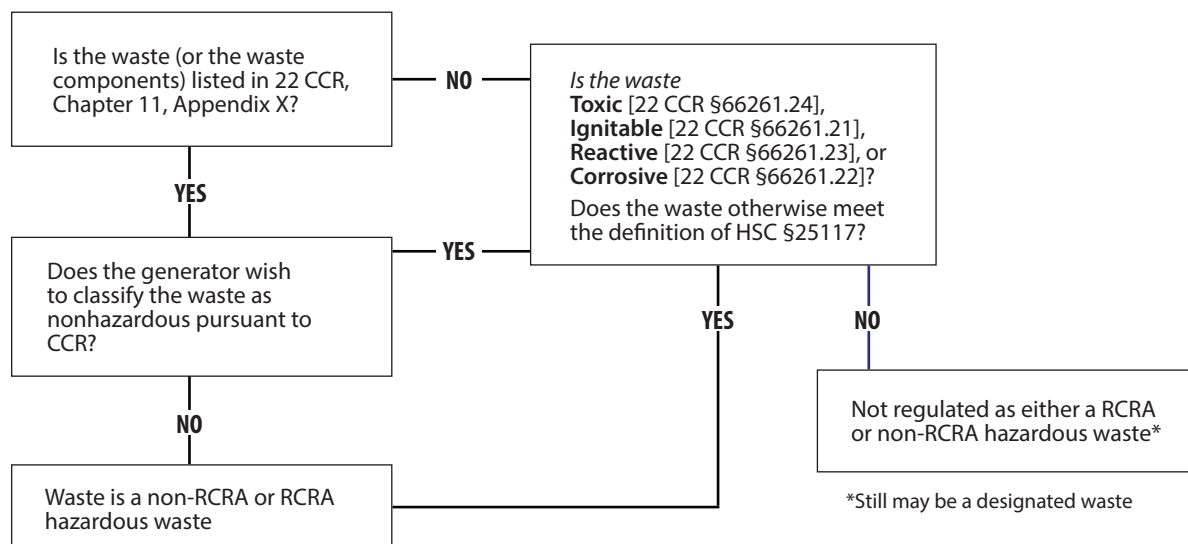 Is the waste (or the waste
components) listed in 22 CCR,
Chapter 11, Appendix X?
NO
Is the waste
Toxic [22 CCR §66261.24],
Ignitable [22 CCR §66261.21],
Reactive [22 CCR §66261.23], or
Corrosive [22 CCR §66261.22]?
Does the waste otherwise meet
the definition of HSC §25117?
YES
Does the generator wish
to classify the waste as
nonhazardous pursuant to
CCR?
YES
YES
NO
NO
Waste is a non-RCRA or RCRA
hazardous waste
Not regulated as either a RCRA
or non-RCRA hazardous waste*
*Still may be a designated waste